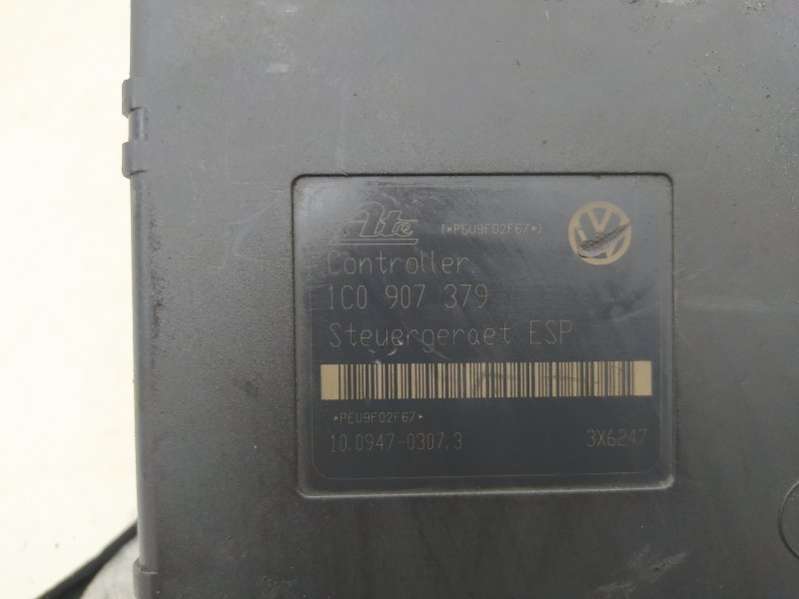 Ate (*PEU9F02F67*)
Controller
1C0 907 379
Steuergeraet ESP
*PEU9F02F67*
10.0947-0307.3 3X6247